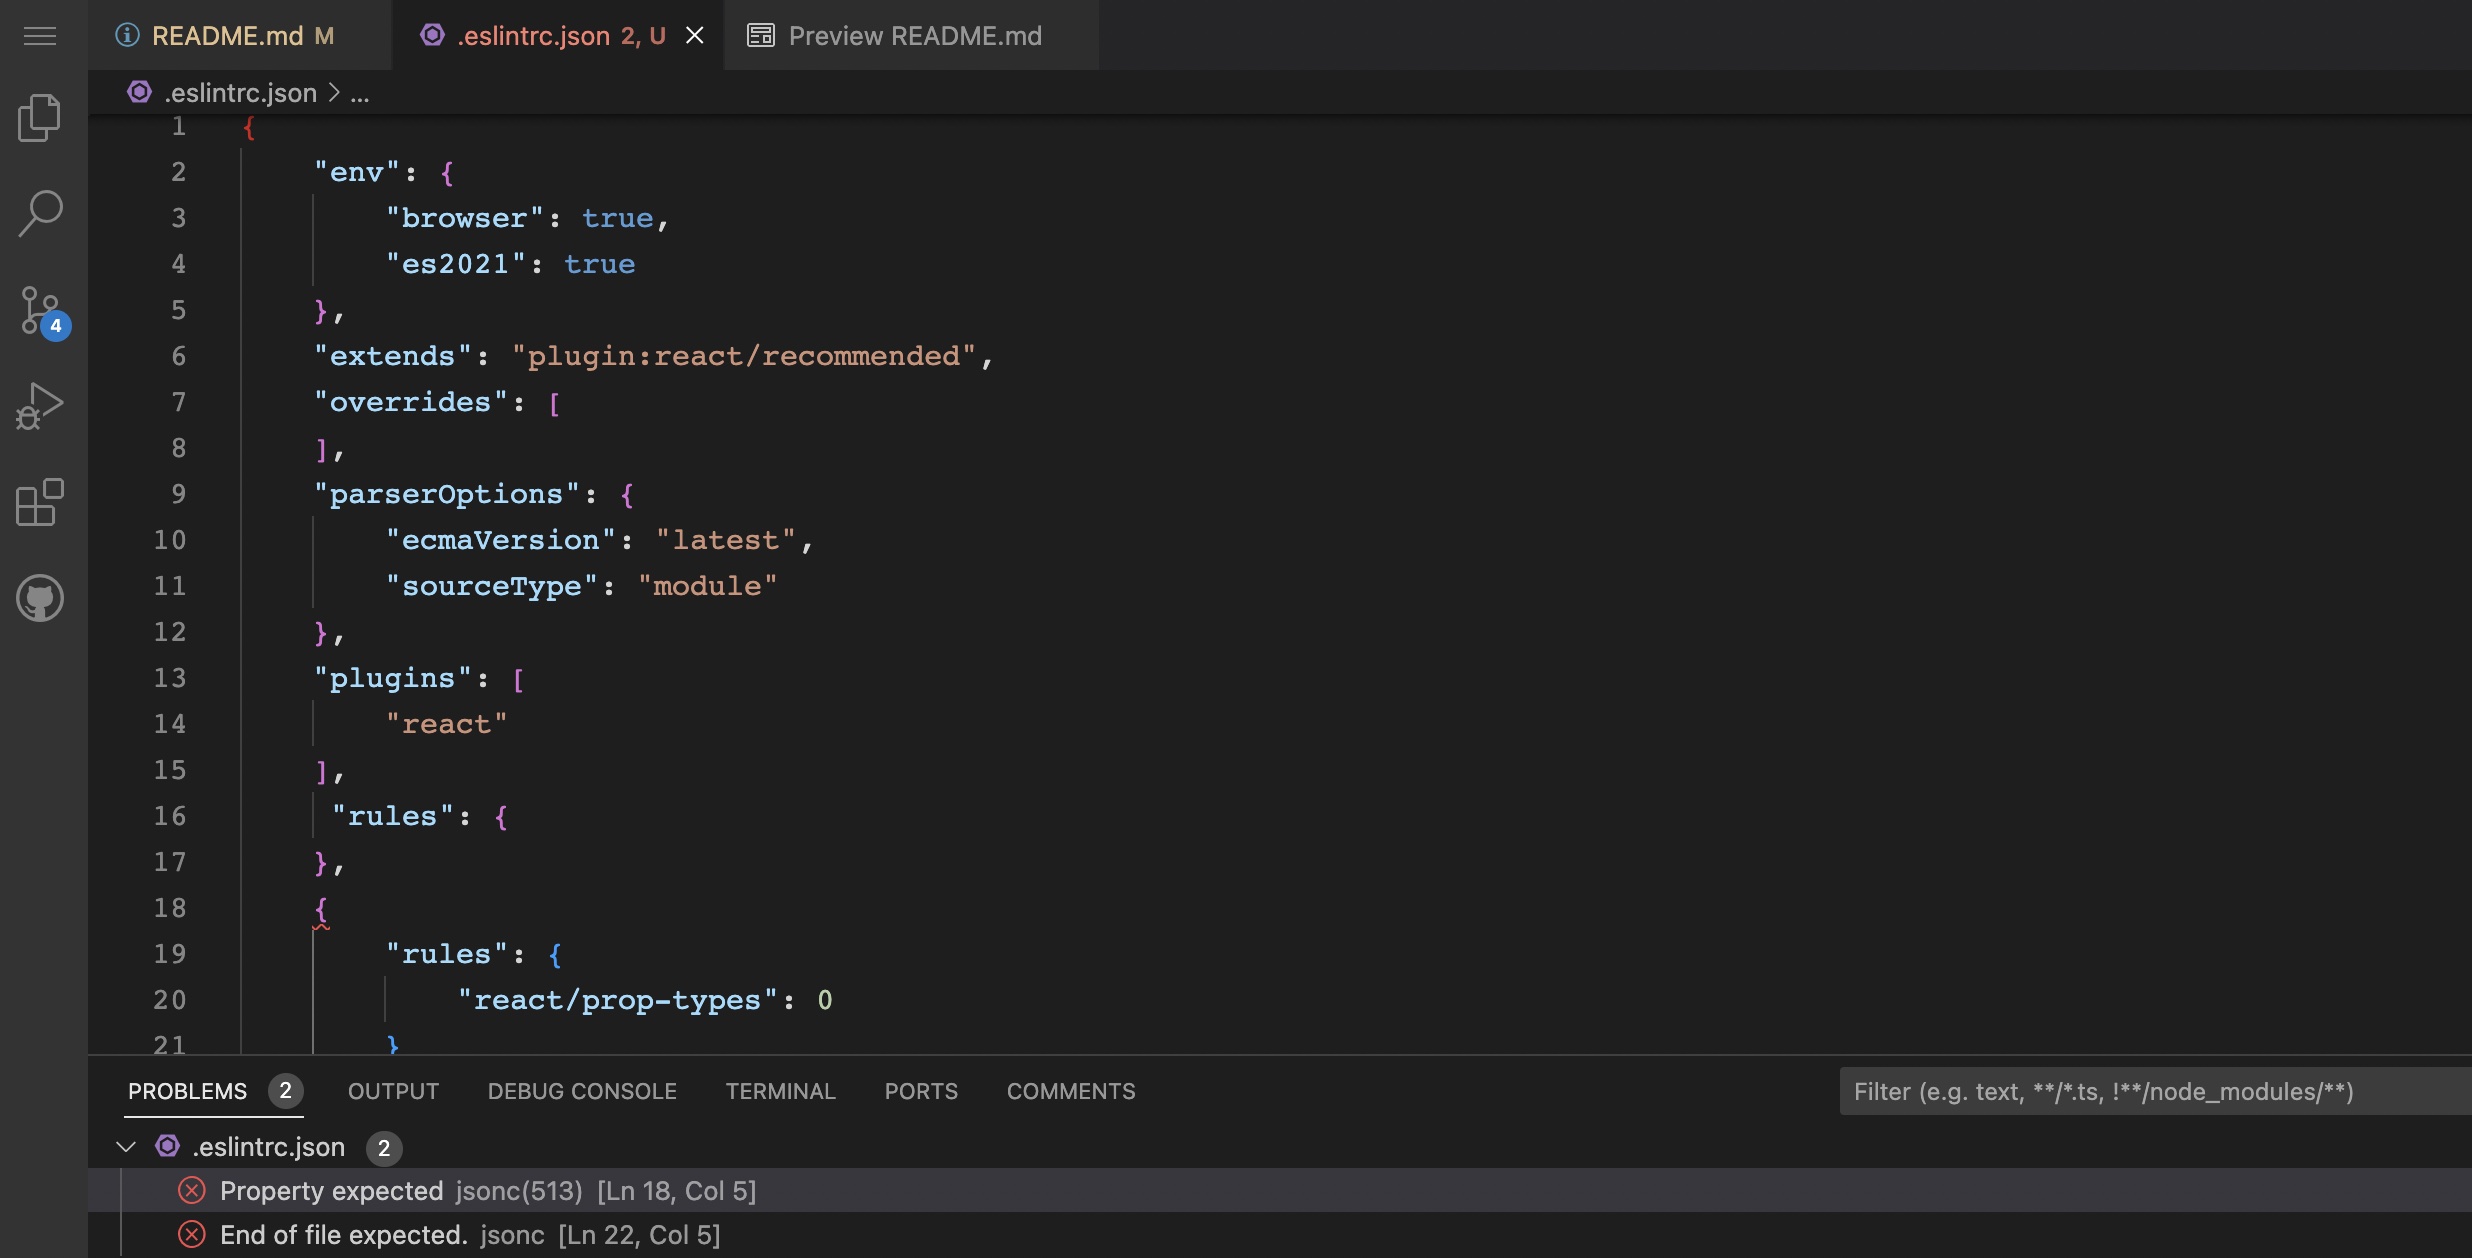 README.md M
.eslintrc.json 2, U
Preview README.md
.eslintrc.json > ...
1 {
2 "env": {
3 "browser": true,
4 "es2021": true
5 },
6 "extends": "plugin:react/recommended",
7 "overrides": [
8 ],
9 "parserOptions": {
10 "ecmaVersion": "latest",
11 "sourceType": "module"
12 },
13 "plugins": [
14 "react"
15 ],
16 "rules": {
17 },
18 {
19 "rules": {
20 "react/prop-types": 0
21 }
4
PROBLEMS 2 OUTPUT DEBUG CONSOLE TERMINAL PORTS COMMENTS
Filter (e.g. text, **/*.ts, !**/node_modules/**)
.eslintrc.json 2
Property expected jsonc(513) [Ln 18, Col 5]
End of file expected. jsonc [Ln 22, Col 5]